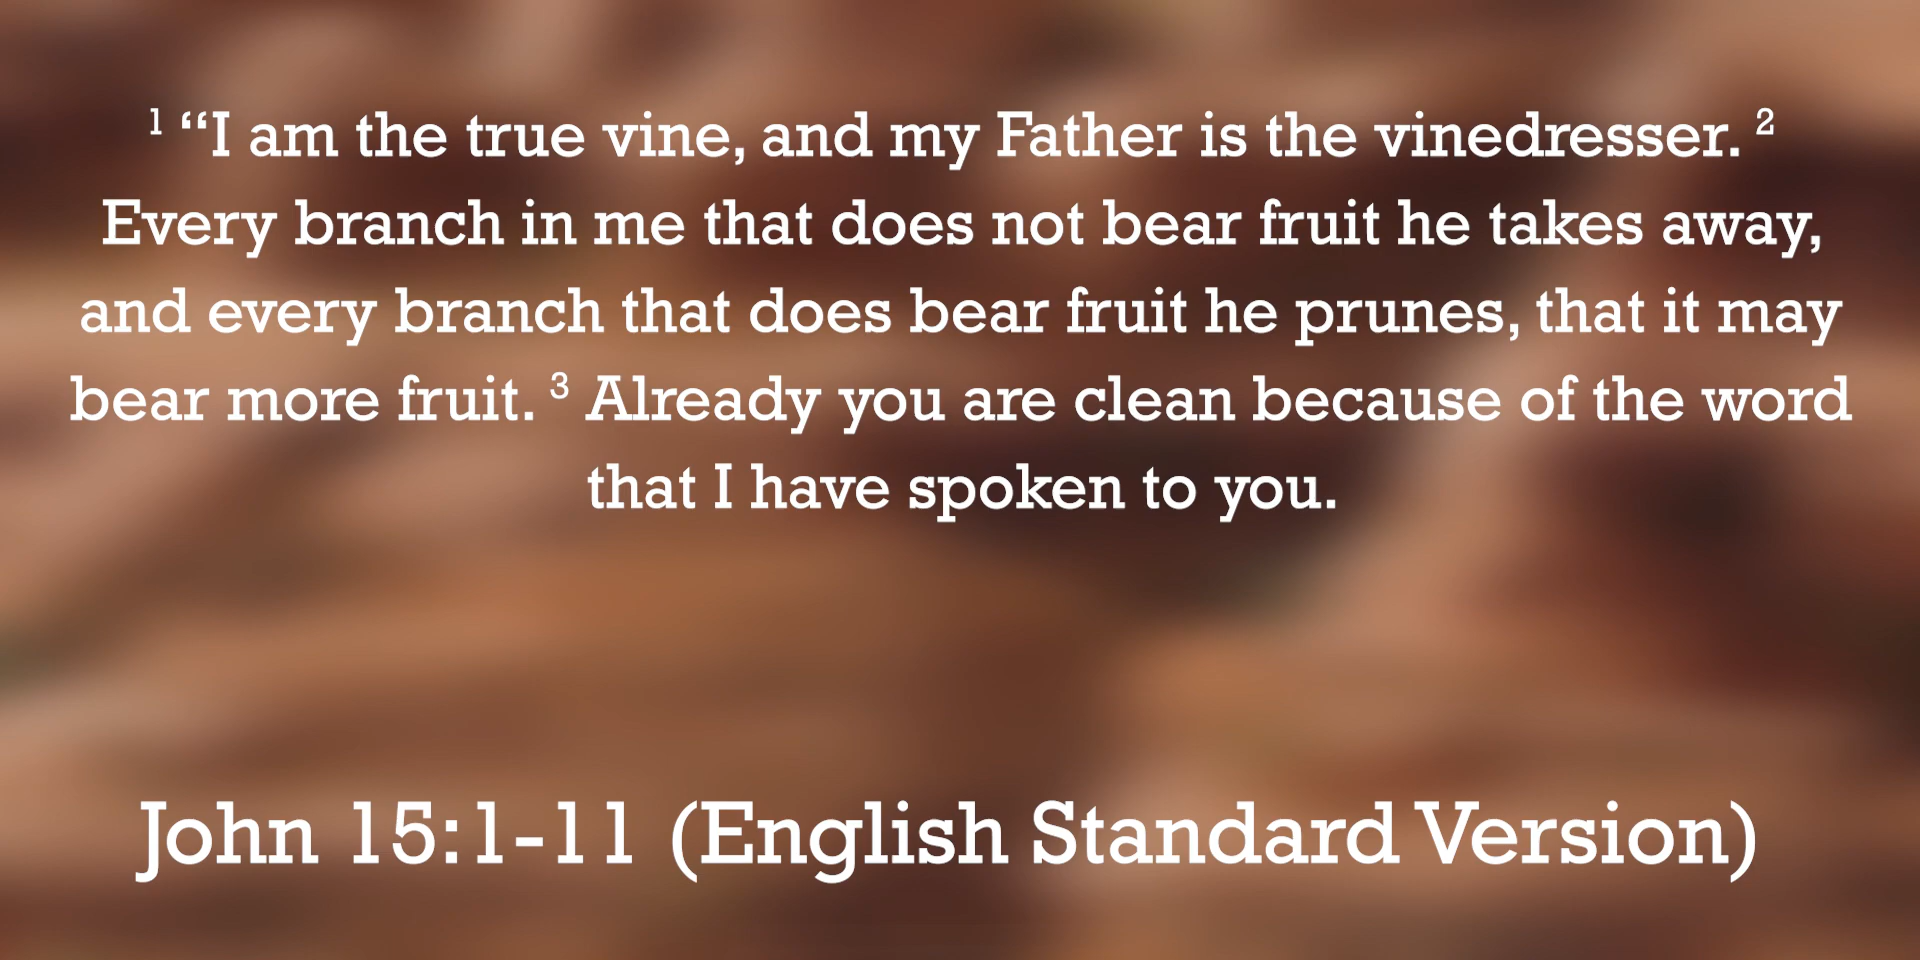 1 “I am the true vine, and my Father is the vinedresser. 2
Every branch in me that does not bear fruit he takes away,
and every branch that does bear fruit he prunes, that it may
bear more fruit. 3 Already you are clean because of the word
that I have spoken to you.
John 15:1-11 (English Standard Version)